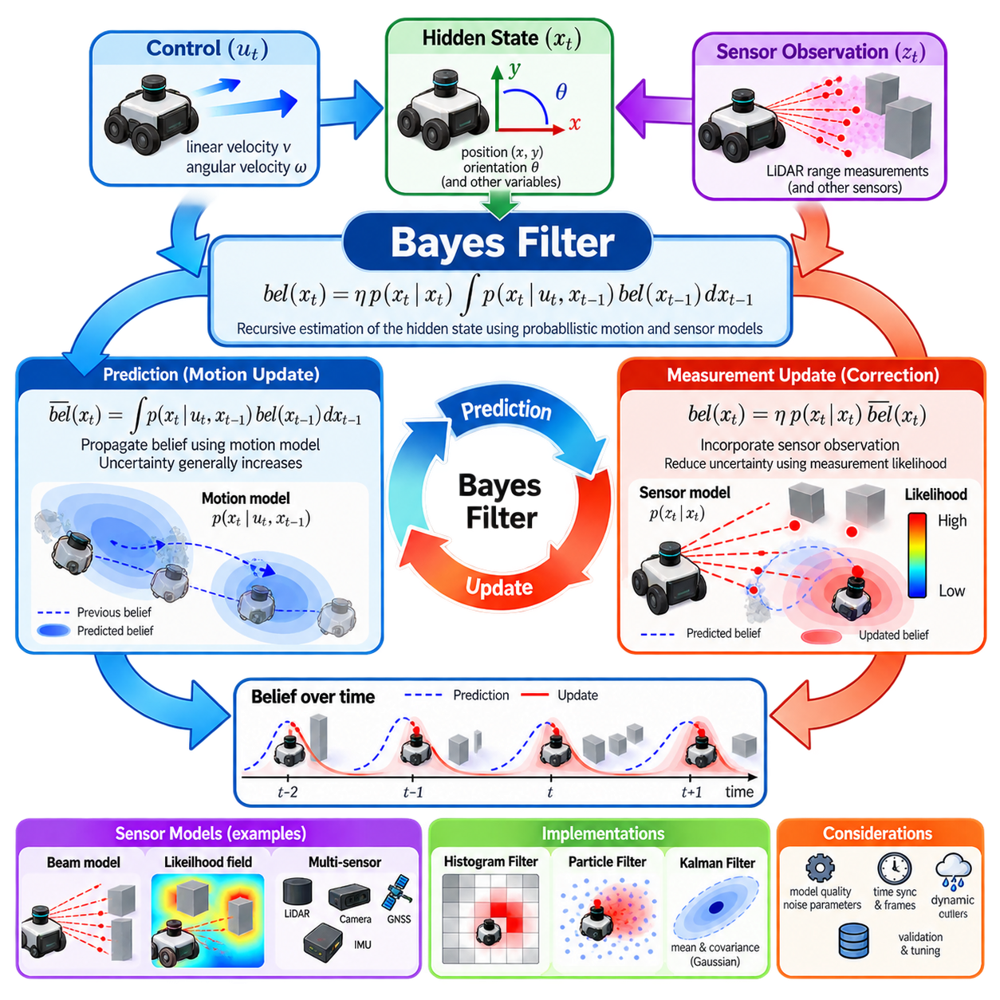 Control (u_t)
linear velocity v
angular velocity ω
Hidden State (x_t)
y
θ
x
position (x, y)
orientation θ
(and other variables)
Sensor Observation (z_t)
LiDAR range measurements
(and other sensors)
Bayes Filter
bel(x_t) = η p(x_t | x_t) ∫ p(x_t | u_t, x_{t−1}) bel(x_{t−1}) dx_{t−1}
Recursive estimation of the hidden state using probabllistic motion and sensor models
Prediction (Motion Update)
\overline{bel}(x_t) = ∫ p(x_t | u_t, x_{t−1}) bel(x_{t−1}) dx_{t−1}
Propagate belief using motion model
Uncertainty generally increases
Motion model
p(x_t | u_t, x_{t−1})
Previous belief
Predicted belief
Prediction
Bayes
Filter
Update
Measurement Update (Correction)
bel(x_t) = η p(z_t | x_t) \overline{bel}(x_t)
Incorporate sensor observation
Reduce uncertainty using measurement likelihood
Sensor model
p(z_t | x_t)
Likelihood
High
Low
Predicted belief
Updated belief
Belief over time
Prediction
Update
t−2
t−1
t
t+1
time
Sensor Models (examples)
Beam model
Likeilhood field
Multi-sensor
LiDAR
Camera
GNSS
IMU
Implementations
Histogram Filter
Particle Filter
Kalman Filter
mean & covariance
(Gaussian)
Considerations
model quality
noise parameters
time sync
& frames
dynamic
cutlers
validation
& tuning